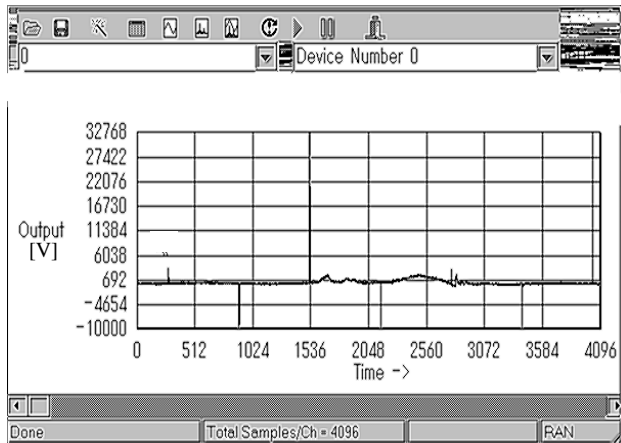 0
Device Number 0
32768
27422
22076
16730
11384
6038
692
-4654
-10000
Output
[V]
0 512 1024 1536 2048 2560 3072 3584 4096
Time ->
Done
Total Samples/Ch = 4096
RAN